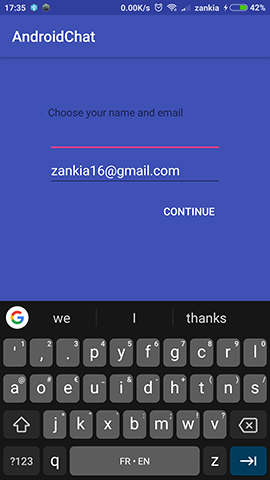 17:35 0.00K/s zankia 42%
AndroidChat
Choose your name and email
zankia16@gmail.com
CONTINUE
G we I thanks
' 1 , 2 . 3 p 4 y 5 f 6 g 7 c 8 r 9 l 0
a @ o # e € u _ i & d - h + t ( n ) s /
j * k " b m : w ; v !
?123 q FR • EN z